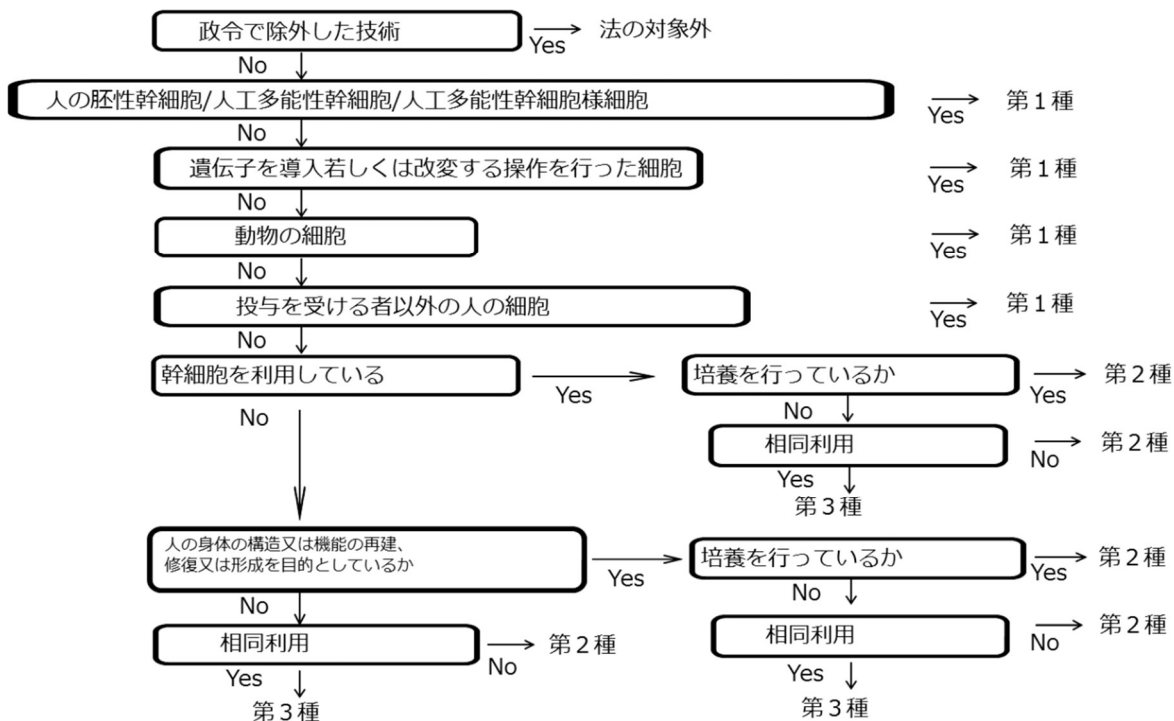 政令で除外した技術
Yes
法の対象外
No
人の胚性幹細胞/人工多能性幹細胞/人工多能性幹細胞様細胞
Yes
第１種
No
遺伝子を導入若しくは改変する操作を行った細胞
Yes
第１種
No
動物の細胞
Yes
第１種
No
投与を受ける者以外の人の細胞
Yes
第１種
No
幹細胞を利用している
Yes
培養を行っているか
Yes
第２種
No
No
相同利用
No
第２種
Yes
第３種
人の身体の構造又は機能の再建、
修復又は形成を目的としているか
Yes
培養を行っているか
Yes
第２種
No
No
相同利用
No
第２種
相同利用
No
第２種
Yes
第３種
Yes
第３種